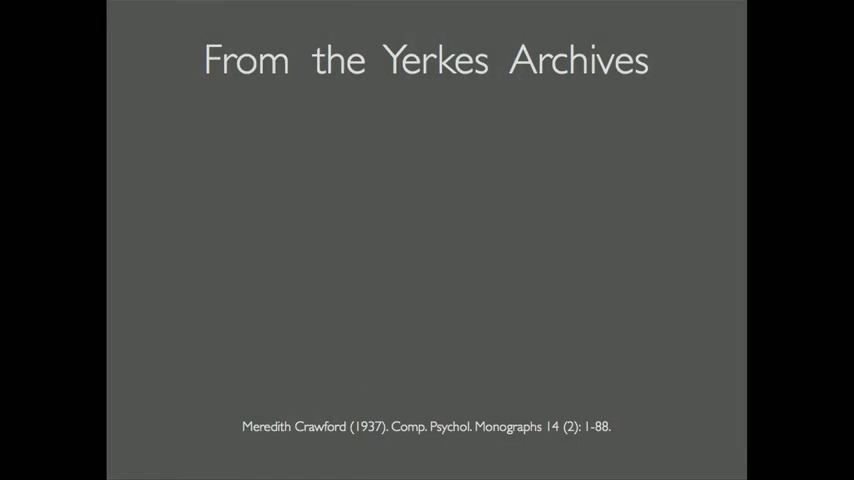 From the Yerkes Archives
Meredith Crawford (1937). Comp. Psychol. Monographs 14 (2): 1-88.